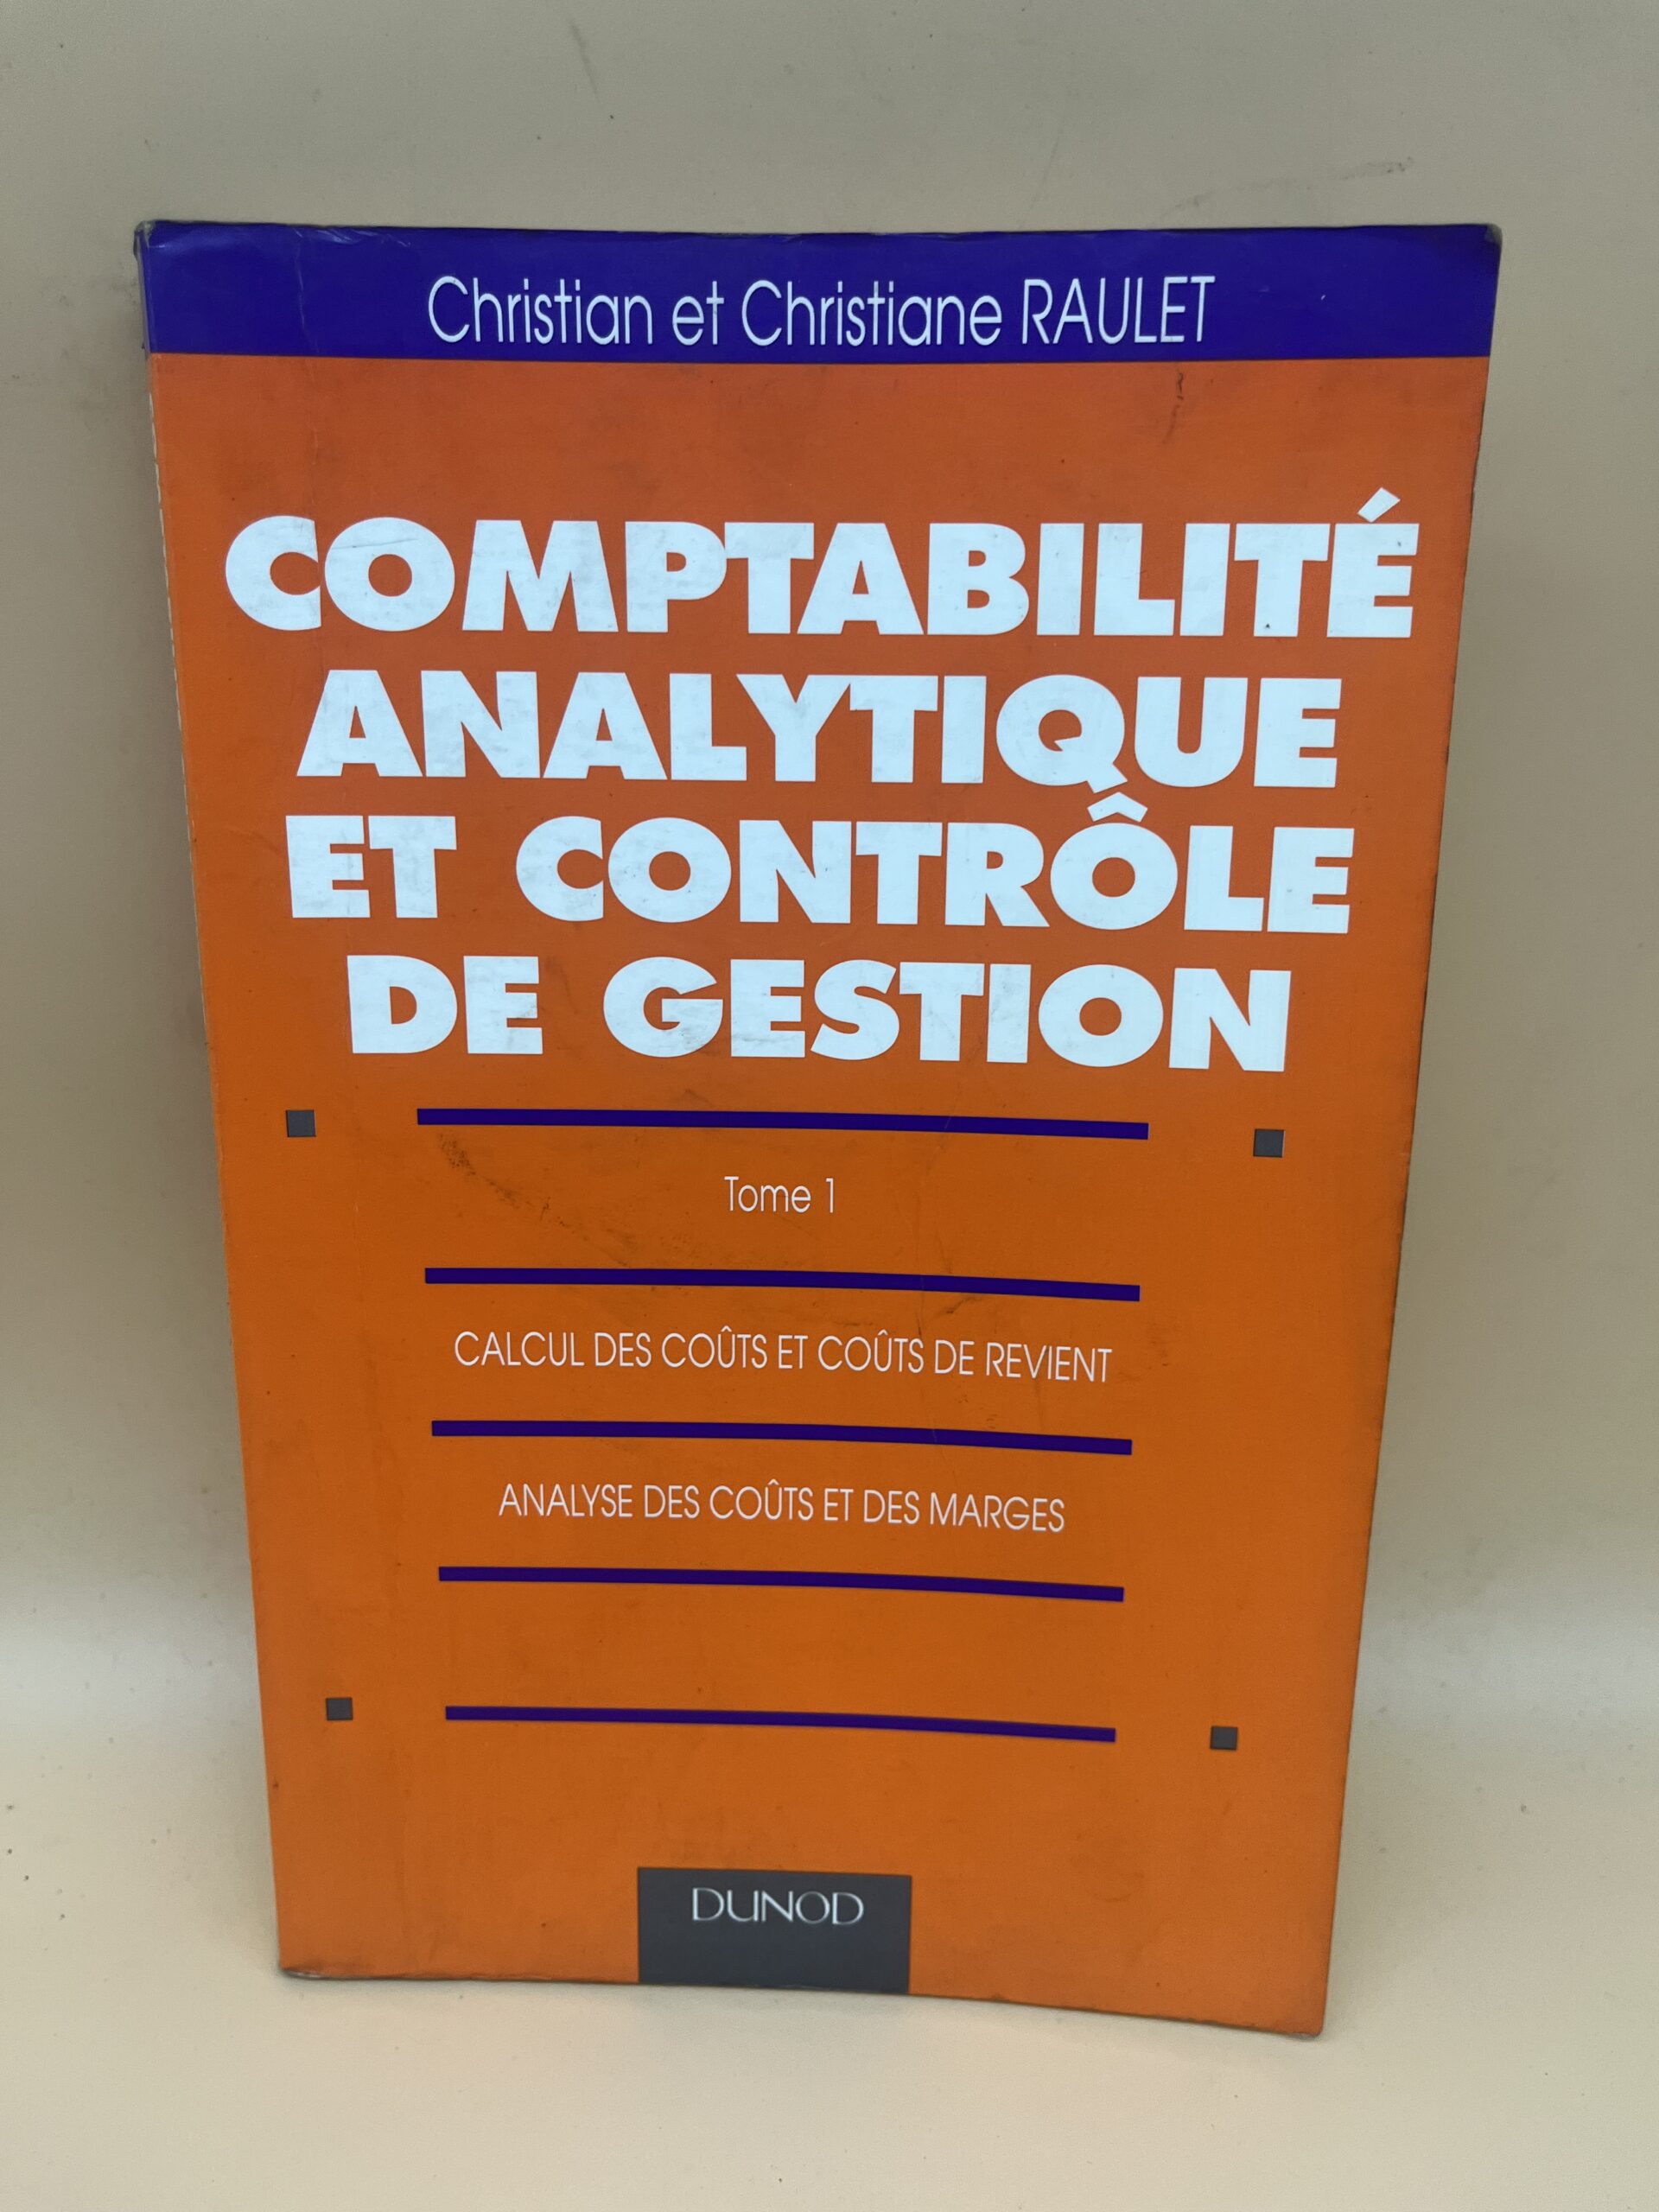 Christian et Christiane RAULET
COMPTABILITÉ
ANALYTIQUE
ET CONTRÔLE
DE GESTION
Tome 1
CALCUL DES COÛTS ET COÛTS DE REVIENT
ANALYSE DES COÛTS ET DES MARGES
DUNOD